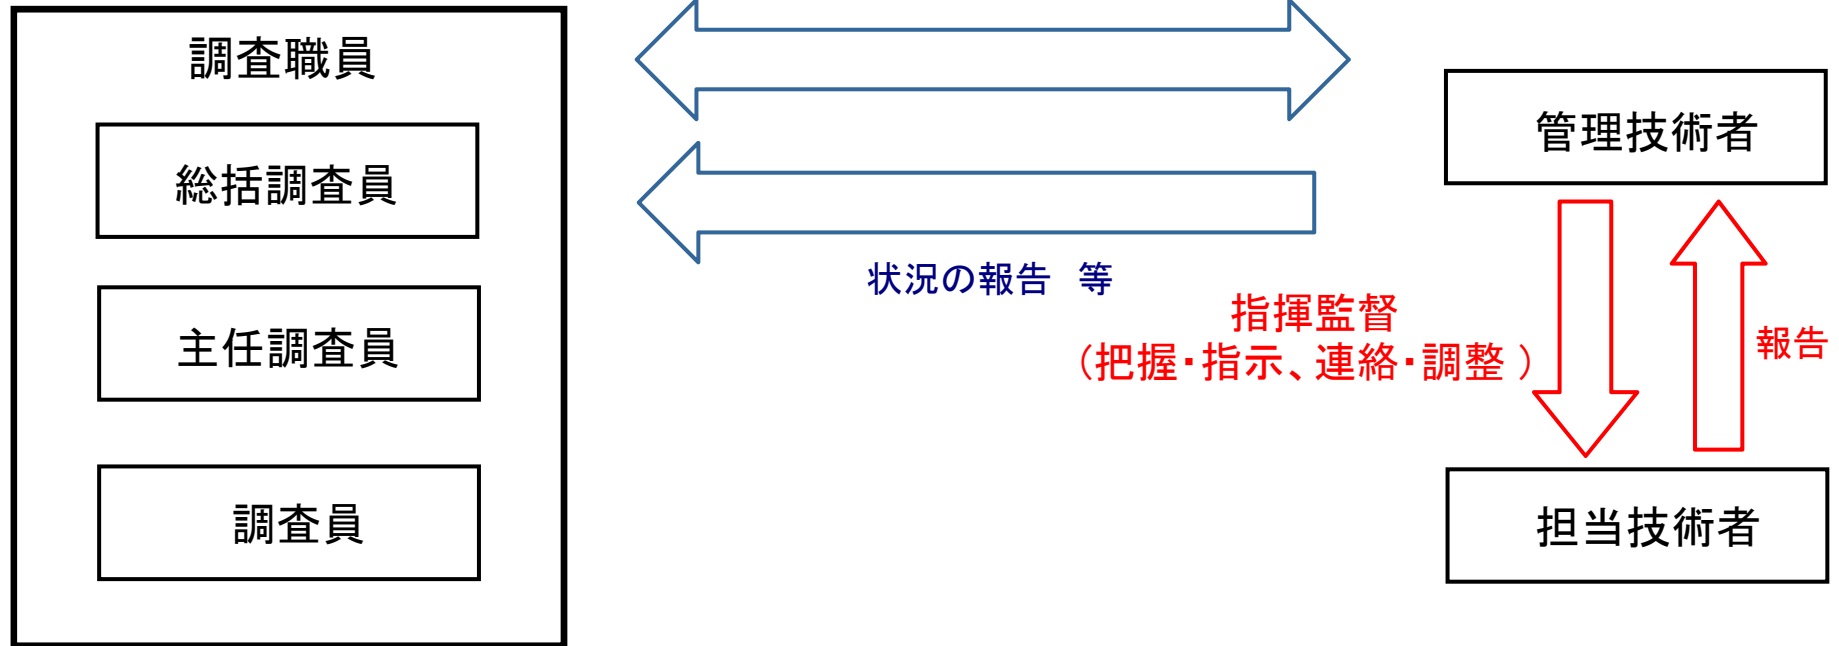 調査職員
総括調査員
主任調査員
調査員
状況の報告　等
管理技術者
指揮監督
（把握・指示、連絡・調整 ）
報告
担当技術者